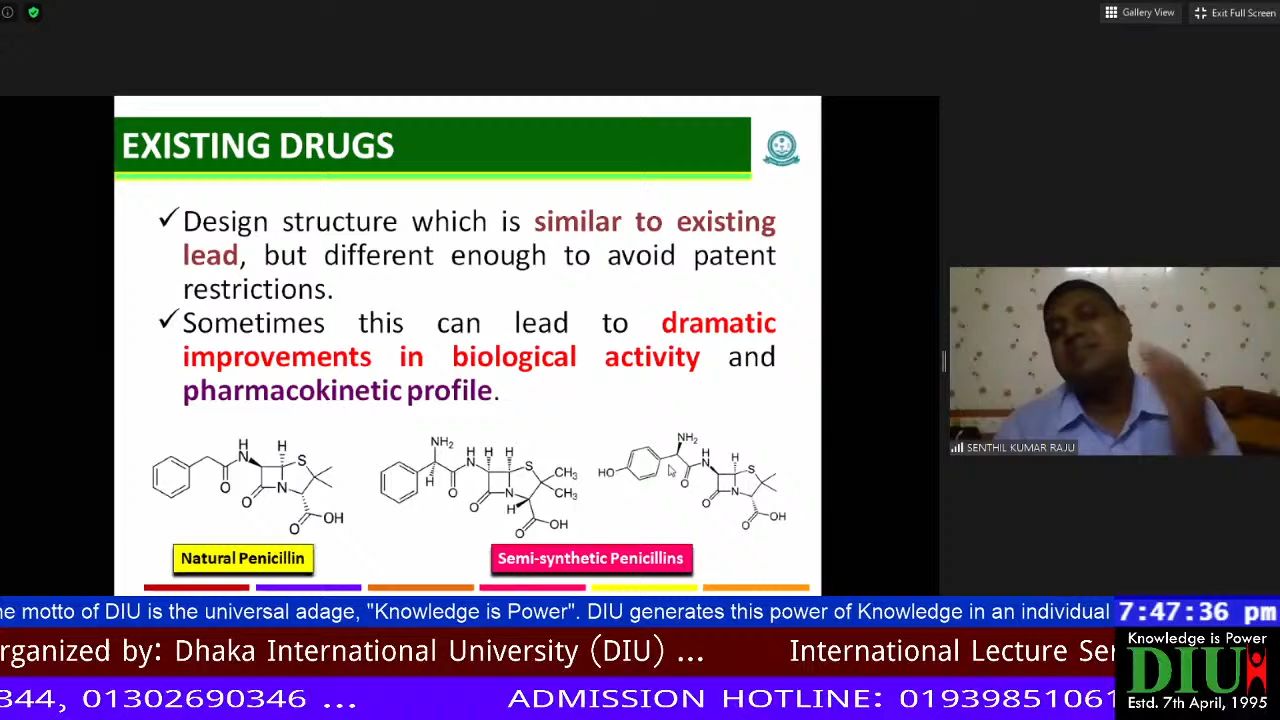 Gallery View
Exit Full Screen
EXISTING DRUGS
Design structure which is similar to existing
lead, but different enough to avoid patent
restrictions.
Sometimes this can lead to dramatic
improvements in biological activity and
pharmacokinetic profile.
H
N
H
S
O
O
N
O
OH
NH2
H
H
N
H
H
S
CH3
CH3
O
O
N
H
O
OH
HO
NH2
H
N
H
S
O
O
N
O
OH
Natural Penicillin
Semi-synthetic Penicillins
SENTHIL KUMAR RAJU
motto of DIU is the universal adage, "Knowledge is Power". DIU generates this power of Knowledge in an individual
7:47:36 pm
rganized by: Dhaka International University (DIU) ...
International Lecture Ser
344, 01302690346 ...
ADMISSION HOTLINE: 01939851061
Knowledge is Power
DIU
Estd. 7th April, 1995